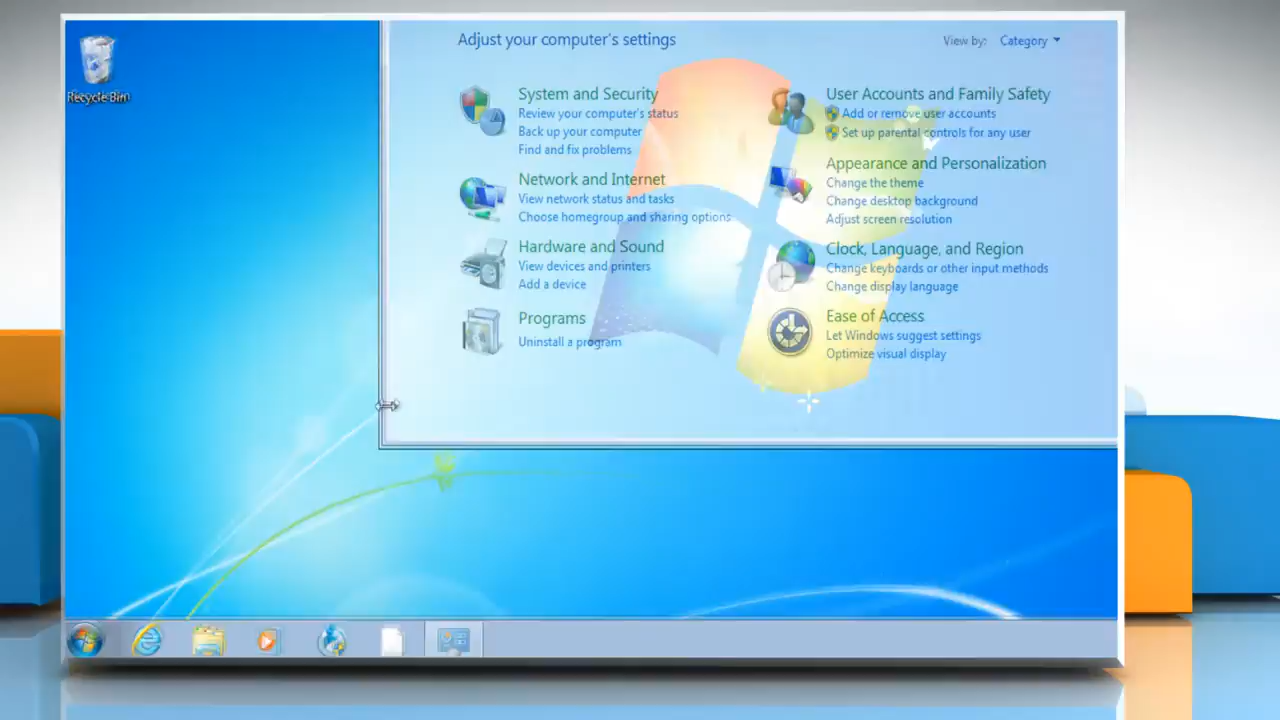 Recycle Bin
Adjust your computer's settings
View by: Category
System and Security
Review your computer's status
Back up your computer
Find and fix problems
Network and Internet
View network status and tasks
Choose homegroup and sharing options
Hardware and Sound
View devices and printers
Add a device
Programs
Uninstall a program
User Accounts and Family Safety
Add or remove user accounts
Set up parental controls for any user
Appearance and Personalization
Change the theme
Change desktop background
Adjust screen resolution
Clock, Language, and Region
Change keyboards or other input methods
Change display language
Ease of Access
Let Windows suggest settings
Optimize visual display